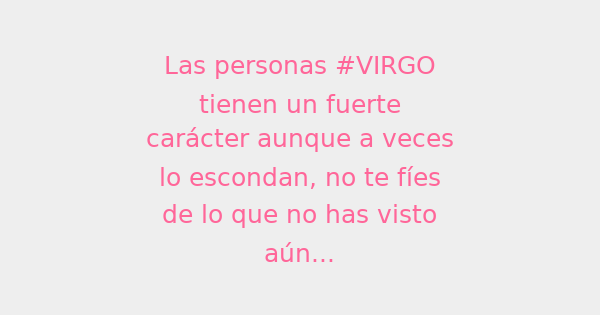 Las personas #VIRGO
tienen un fuerte
carácter aunque a veces
lo escondan, no te fíes
de lo que no has visto
aún...